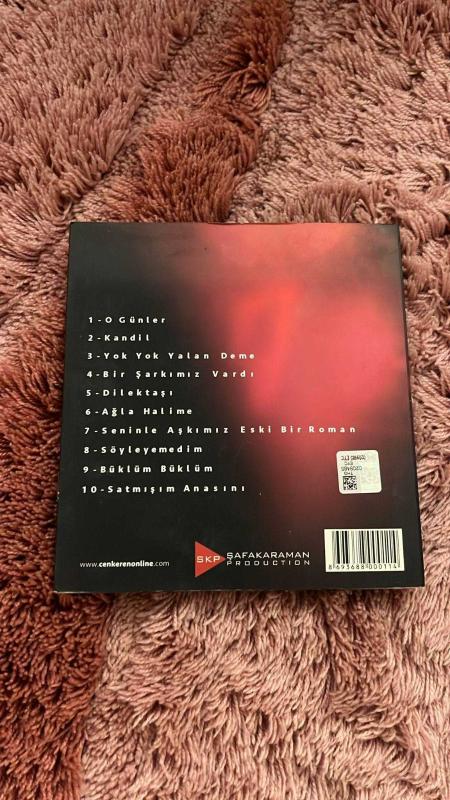 1-O Günler
2-Kandil
3-Yok Yok Yalan Deme
4-Bir Şarkımız Vardı
5-Dilektaşı
6-Ağla Halime
7-Seninle Aşkımız Eski Bir Roman
8-Söyleyemedim
9-Büklüm Büklüm
10-Satmışım Anasını
www.cenkerenonline.com
SKP
ŞAFAKARAMAN
PRODUCTION
8693688000114